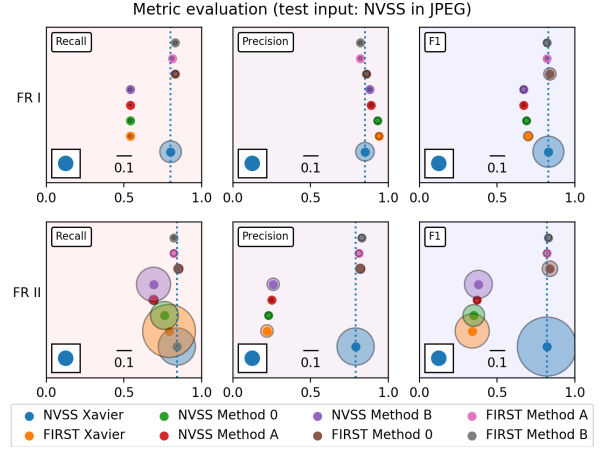 Metric evaluation (test input: NVSS in JPEG)
Recall
Precision
F1
FR I
0.1
0.1
0.1
0.0
0.5
1.0
0.0
0.5
1.0
0.0
0.5
1.0
Recall
Precision
F1
FR II
0.1
0.1
0.1
0.0
0.5
1.0
0.0
0.5
1.0
0.0
0.5
1.0
NVSS Xavier
NVSS Method 0
NVSS Method B
FIRST Method A
FIRST Xavier
NVSS Method A
FIRST Method 0
FIRST Method B